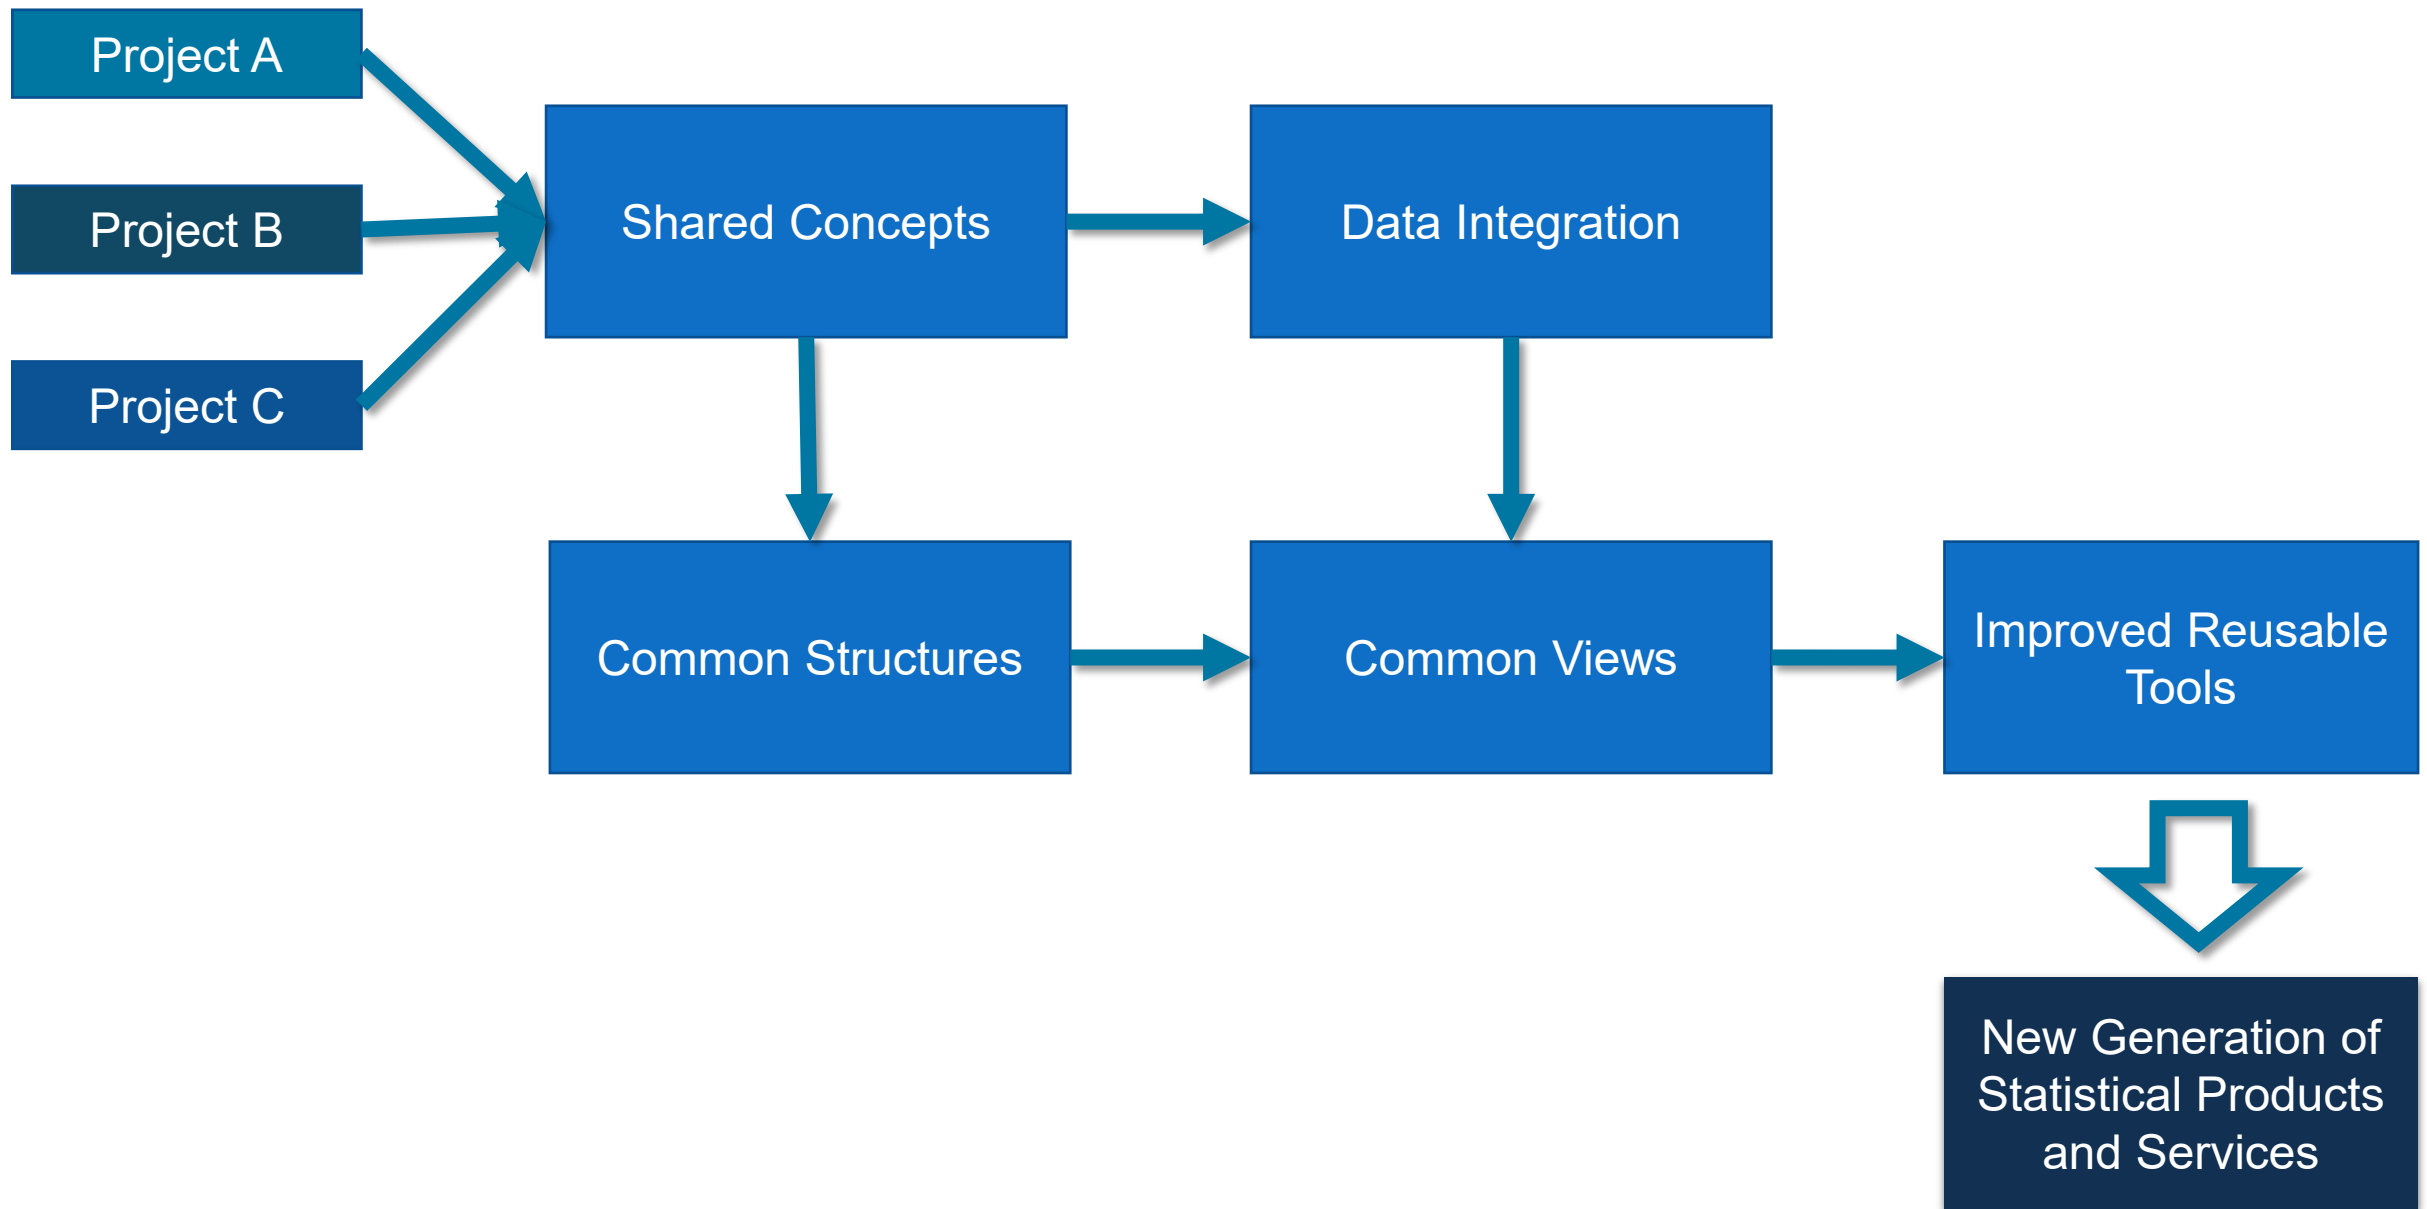 Project A
Project B
Project C
Shared Concepts
Data Integration
Common Structures
Common Views
Improved Reusable
Tools
New Generation of
Statistical Products
and Services